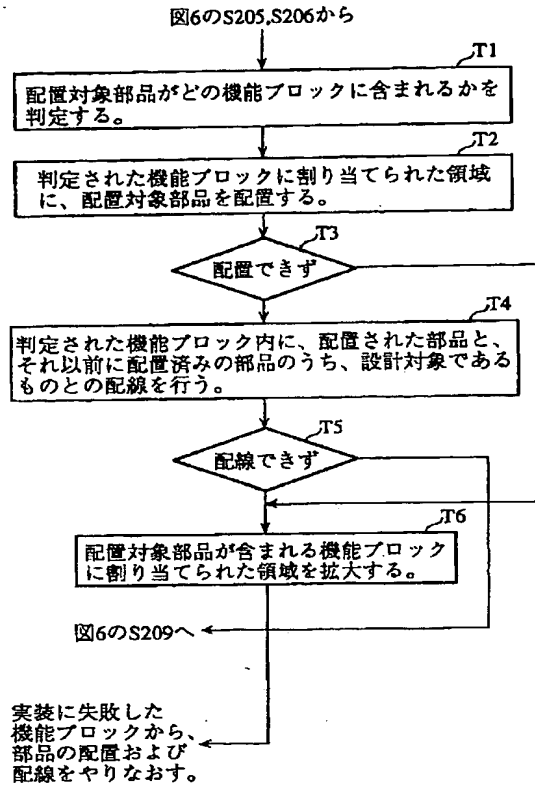 図6のS205,S206から
T1
配置対象部品がどの機能ブロックに含まれるかを
判定する。
T2
判定された機能ブロックに割り当てられた領域
に、配置対象部品を配置する。
T3
配置できず
T4
判定された機能ブロック内に、配置された部品と、
それ以前に配置済みの部品のうち、設計対象である
ものとの配線を行う。
T5
配線できず
T6
配置対象部品が含まれる機能ブロック
に割り当てられた領域を拡大する。
図6のS209へ
実装に失敗した
機能ブロックから、
部品の配置および
配線をやりなおす。